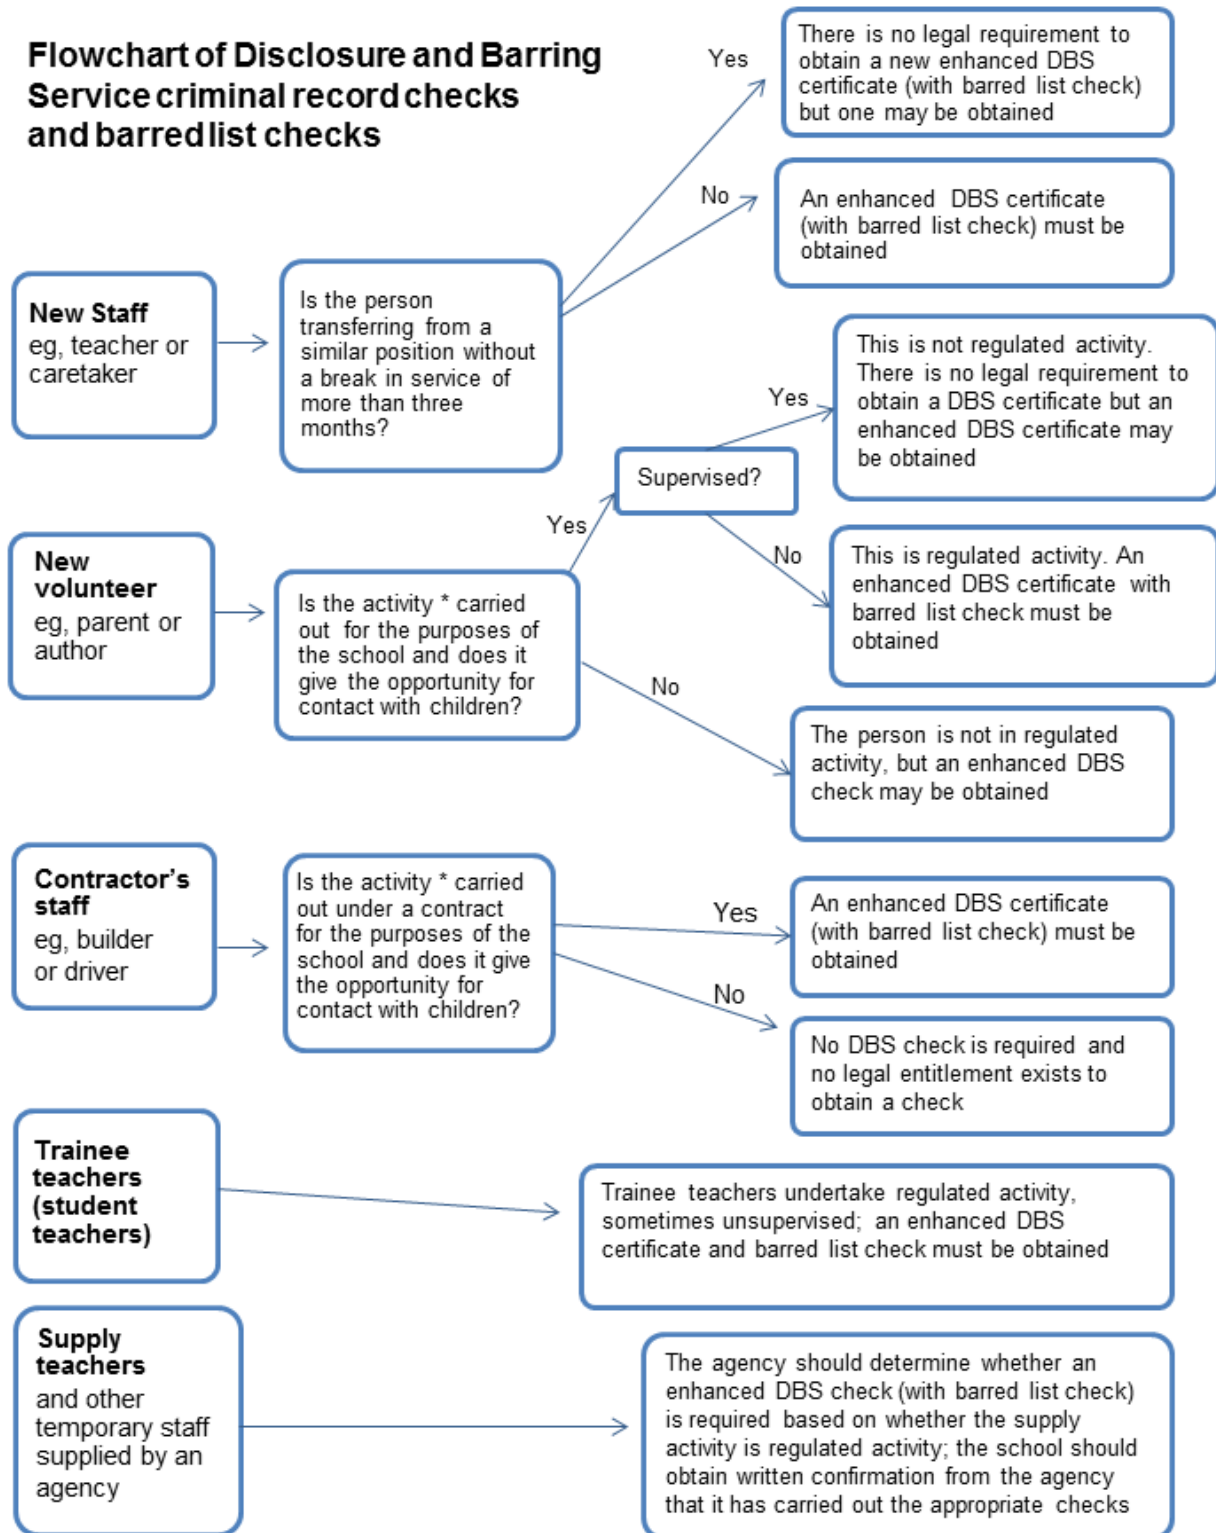 Flowchart of Disclosure and Barring
Service criminal record checks
and barred list checks
Yes
There is no legal requirement to
obtain a new enhanced DBS
certificate (with barred list check)
but one may be obtained
No
An enhanced DBS certificate
(with barred list check) must be
obtained
New Staff
eg, teacher or
caretaker
Is the person
transferring from a
similar position without
a break in service of
more than three
months?
This is not regulated activity.
There is no legal requirement to
obtain a DBS certificate but an
enhanced DBS certificate may
be obtained
Yes
Supervised?
Yes
No
This is regulated activity. An
enhanced DBS certificate with
barred list check must be
obtained
New
volunteer
eg, parent or
author
Is the activity * carried
out for the purposes of
the school and does it
give the opportunity for
contact with children?
No
The person is not in regulated
activity, but an enhanced DBS
check may be obtained
Contractor's
staff
eg, builder
or driver
Is the activity * carried
out under a contract
for the purposes of the
school and does it give
the opportunity for
contact with children?
Yes
An enhanced DBS certificate
(with barred list check) must be
obtained
No
No DBS check is required and
no legal entitlement exists to
obtain a check
Trainee
teachers
(student
teachers)
Trainee teachers undertake regulated activity,
sometimes unsupervised; an enhanced DBS
certificate and barred list check must be obtained
Supply
teachers
and other
temporary staff
supplied by an
agency
The agency should determine whether an
enhanced DBS check (with barred list check)
is required based on whether the supply
activity is regulated activity; the school should
obtain written confirmation from the agency
that it has carried out the appropriate checks